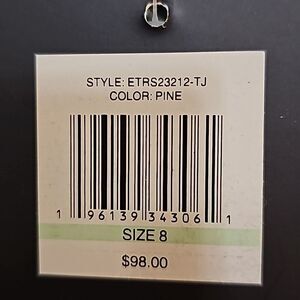 STYLE: ETRS23212-TJ
COLOR: PINE
1 96139 34306 1
SIZE 8
$98.00